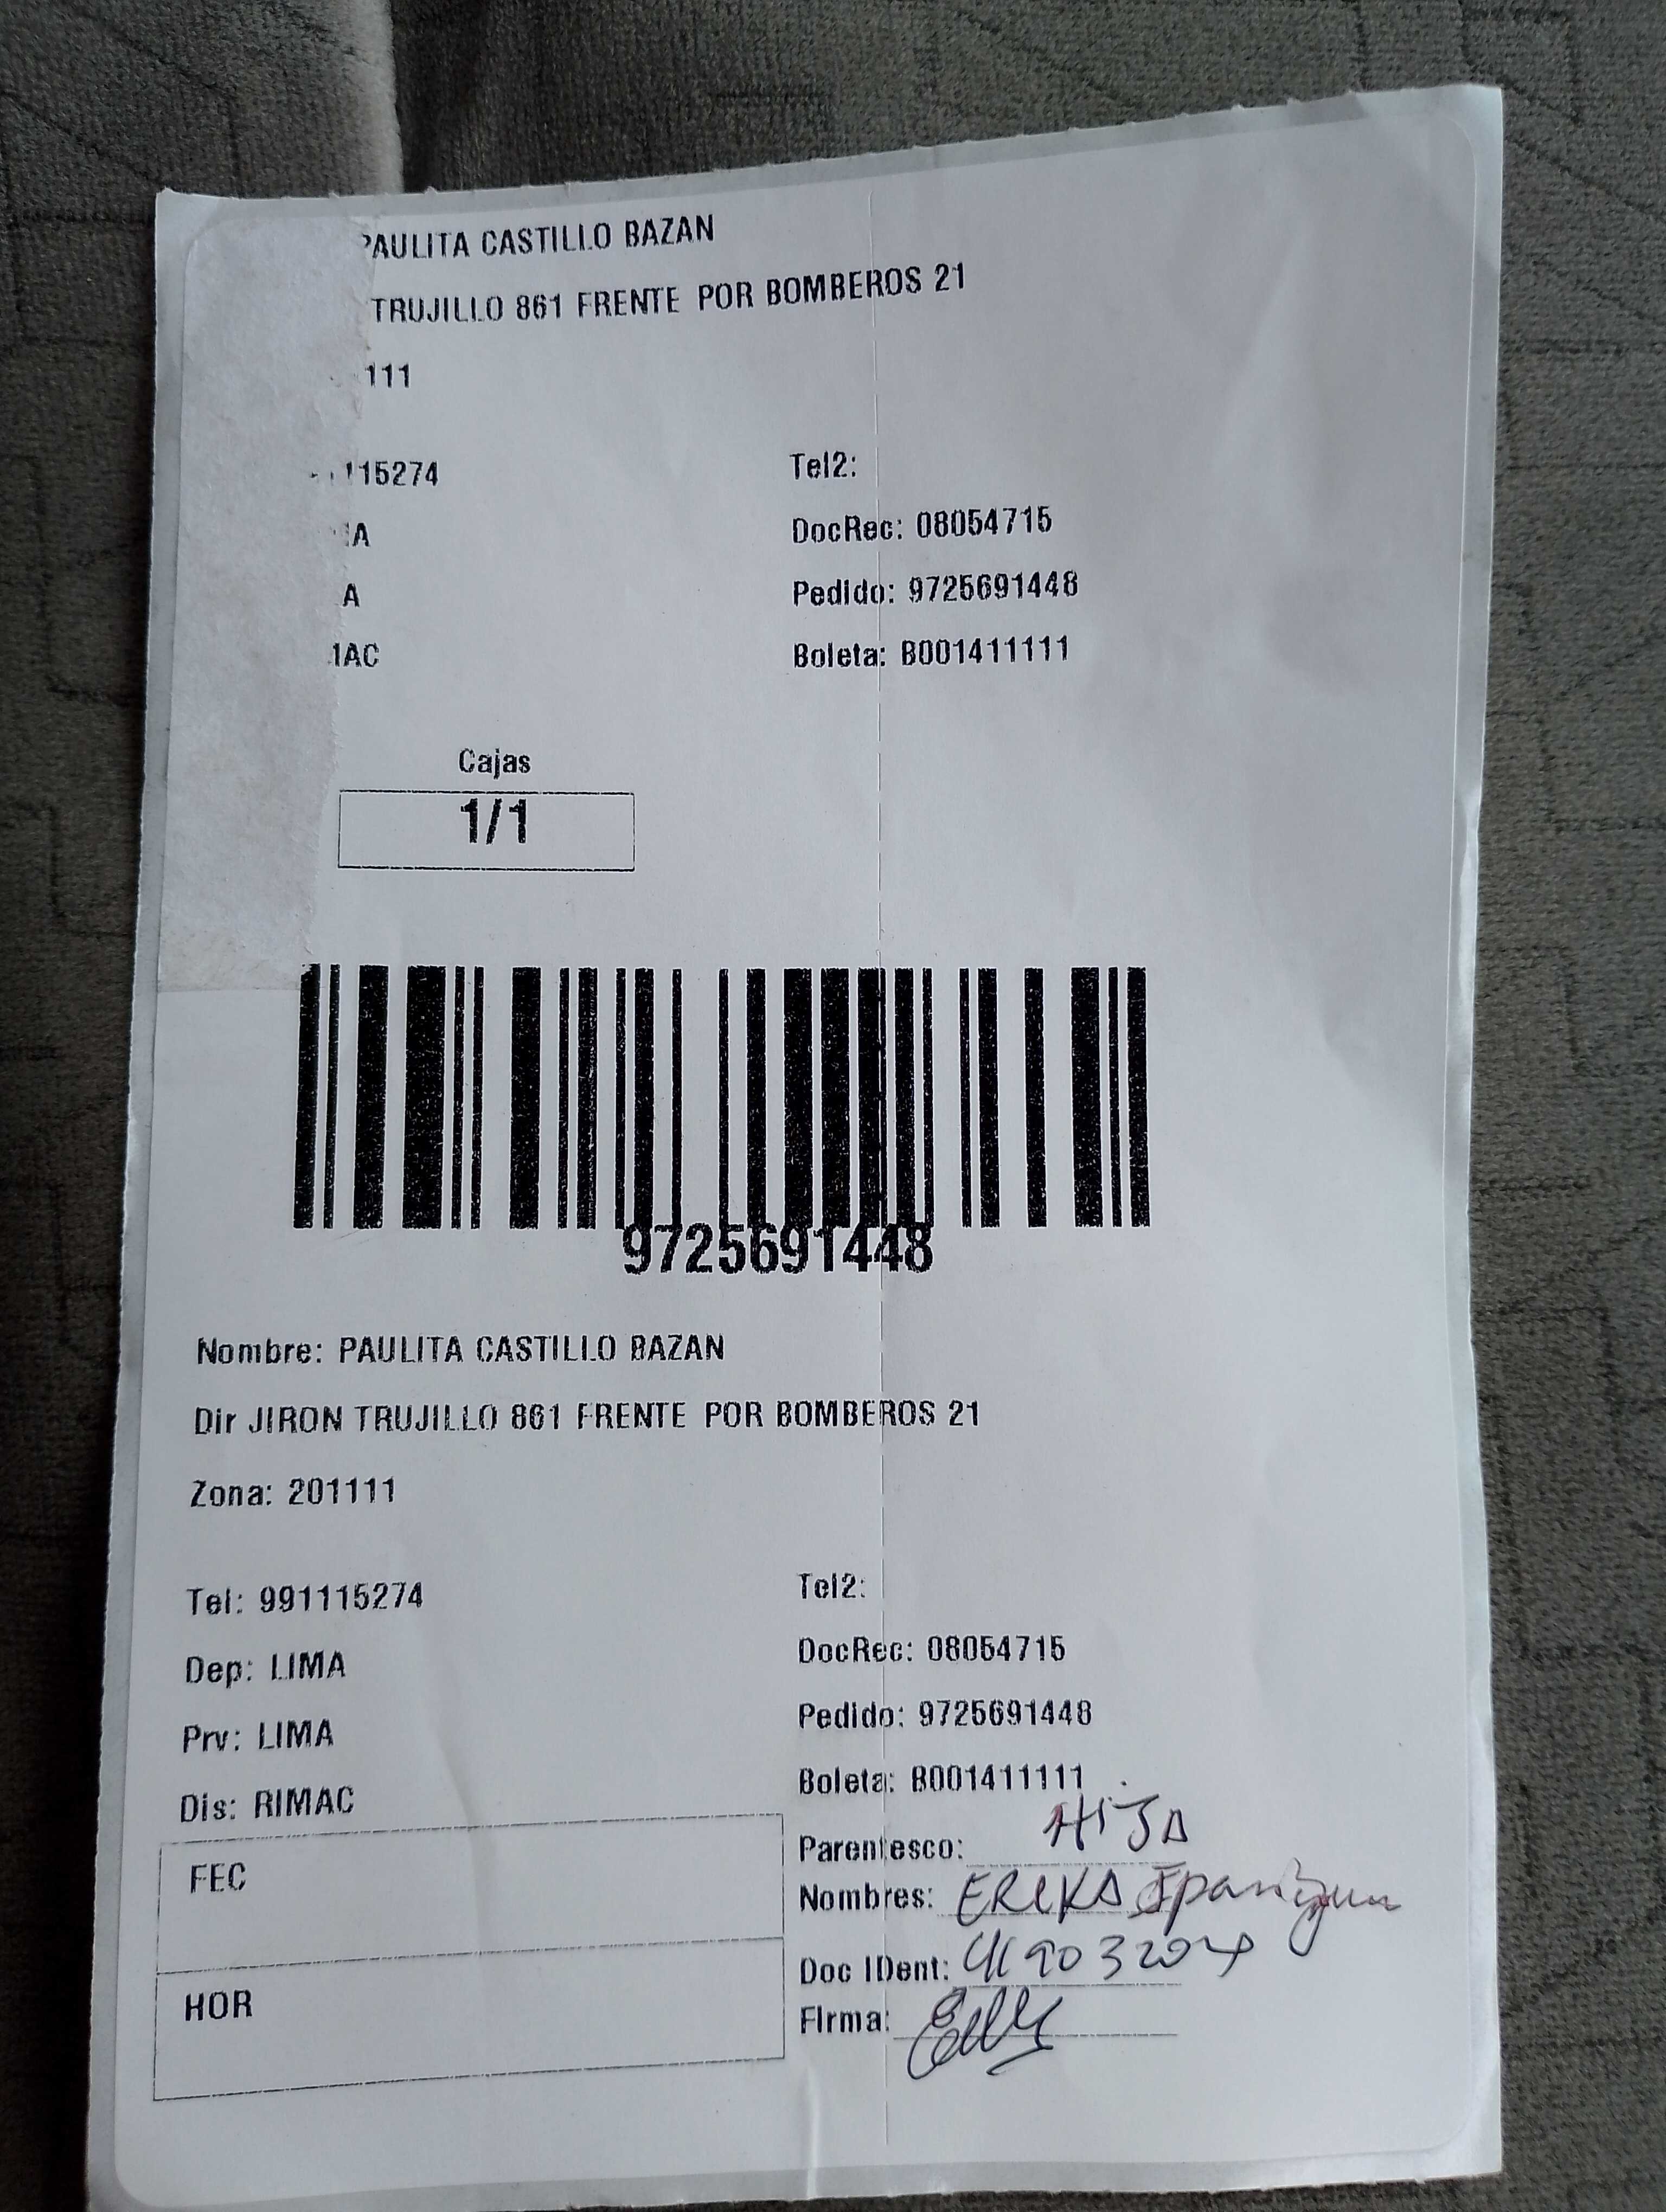 PAULITA CASTILLO BAZAN
TRUJILLO 861 FRENTE POR BOMBEROS 21
111
115274 Tel2:
A DocRec: 08054715
A Pedido: 9725691448
AC Boleta: B001411111
Cajas
1/1
9725691448
Nombre: PAULITA CASTILLO BAZAN
Dir JIRON TRUJILLO 861 FRENTE POR BOMBEROS 21
Zona: 201111
Tel: 991115274 Tel2:
Dep: LIMA DocRec: 08054715
Prv: LIMA Pedido: 9725691448
Dis: RIMAC Boleta: B001411111
Parentesco: HIJA
FEC
Nombres: ERIKA
Doc IDent:
HOR
Firma: